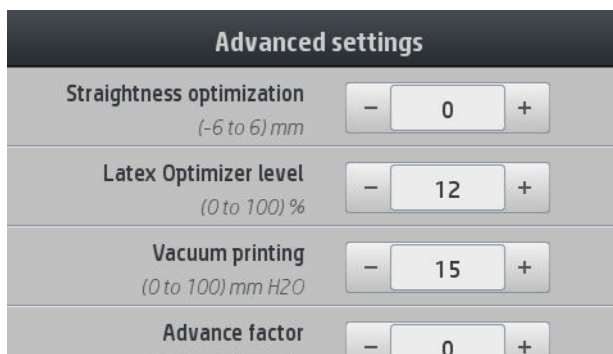 Advanced settings
Straightness optimization
(-6 to 6) mm
- 0 +
Latex Optimizer level
(0 to 100) %
- 12 +
Vacuum printing
(0 to 100) mm H2O
- 15 +
Advance factor
- 0 +